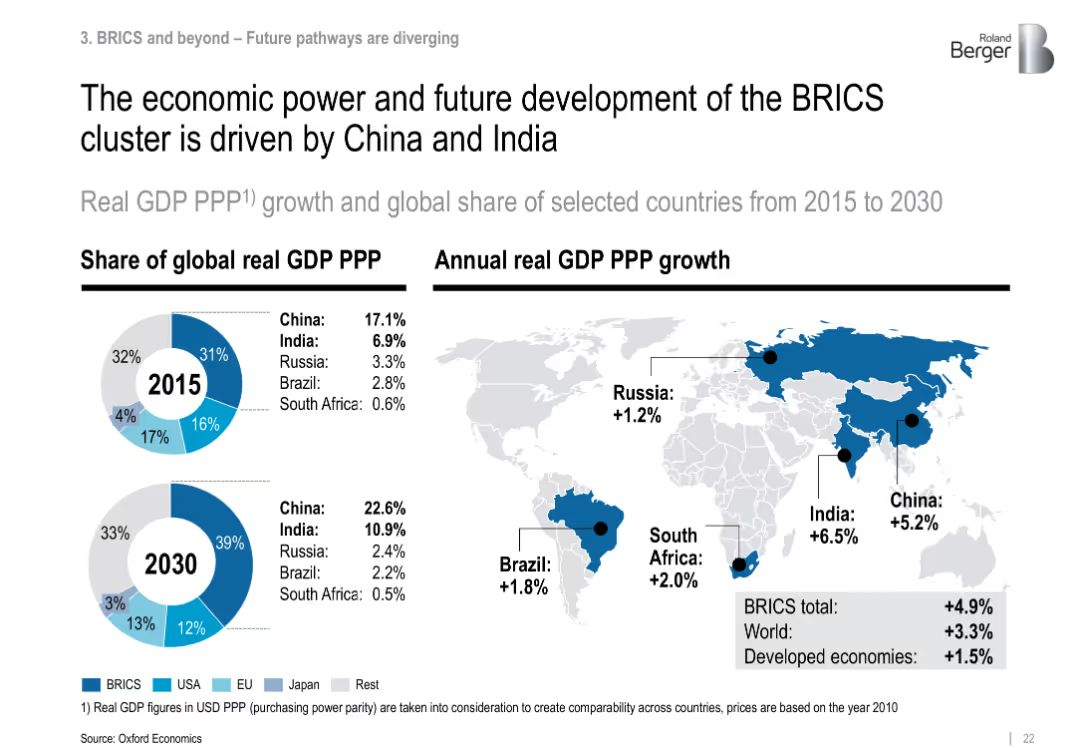 3. BRICS and beyond – Future pathways are diverging
Roland
Berger
The economic power and future development of the BRICS
cluster is driven by China and India
Real GDP PPP1) growth and global share of selected countries from 2015 to 2030
Share of global real GDP PPP
2015
31%
16%
17%
4%
32%
China: 17.1%
India: 6.9%
Russia: 3.3%
Brazil: 2.8%
South Africa: 0.6%
2030
39%
12%
13%
3%
33%
China: 22.6%
India: 10.9%
Russia: 2.4%
Brazil: 2.2%
South Africa: 0.5%
BRICS USA EU Japan Rest
Annual real GDP PPP growth
Russia:
+1.2%
China:
+5.2%
India:
+6.5%
South
Africa:
+2.0%
Brazil:
+1.8%
BRICS total: +4.9%
World: +3.3%
Developed economies: +1.5%
1) Real GDP figures in USD PPP (purchasing power parity) are taken into consideration to create comparability across countries, prices are based on the year 2010
Source: Oxford Economics
22